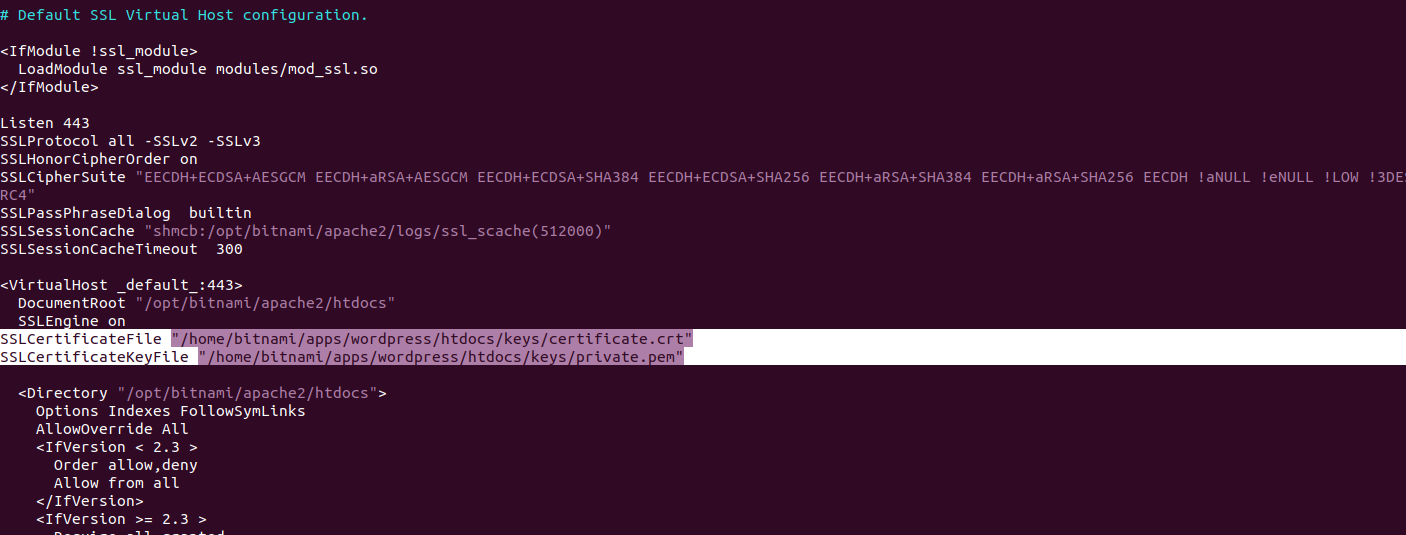 # Default SSL Virtual Host configuration.
<IfModule !ssl_module>
  LoadModule ssl_module modules/mod_ssl.so
</IfModule>
Listen 443
SSLProtocol all -SSLv2 -SSLv3
SSLHonorCipherOrder on
SSLCipherSuite "EECDH+ECDSA+AESGCM EECDH+aRSA+AESGCM EECDH+ECDSA+SHA384 EECDH+ECDSA+SHA256 EECDH+aRSA+SHA384 EECDH+aRSA+SHA256 EECDH !aNULL !eNULL !LOW !3DES
RC4"
SSLPassPhraseDialog  builtin
SSLSessionCache "shmcb:/opt/bitnami/apache2/logs/ssl_scache(512000)"
SSLSessionCacheTimeout  300
<VirtualHost _default_:443>
  DocumentRoot "/opt/bitnami/apache2/htdocs"
  SSLEngine on
SSLCertificateFile "/home/bitnami/apps/wordpress/htdocs/keys/certificate.crt"
SSLCertificateKeyFile "/home/bitnami/apps/wordpress/htdocs/keys/private.pem"
  <Directory "/opt/bitnami/apache2/htdocs">
    Options Indexes FollowSymLinks
    AllowOverride All
    <IfVersion < 2.3 >
      Order allow,deny
      Allow from all
    </IfVersion>
    <IfVersion >= 2.3 >
      Require all granted